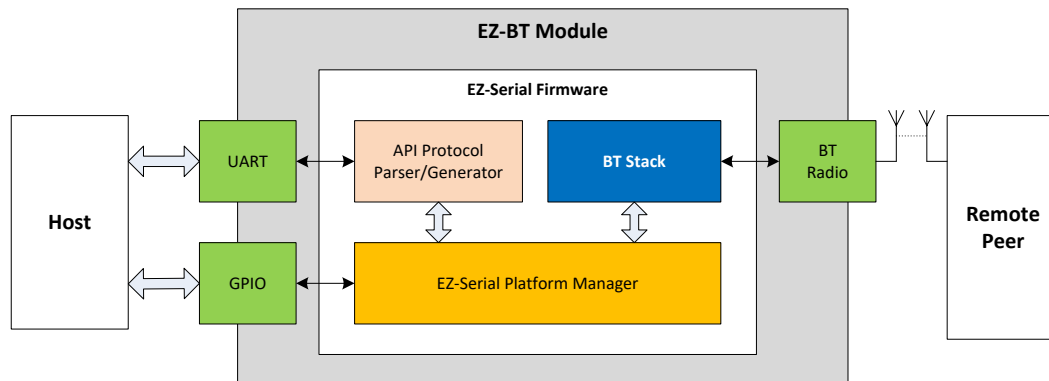 EZ-BT Module
EZ-Serial Firmware
Host
UART
API Protocol
Parser/Generator
BT Stack
BT
Radio
GPIO
EZ-Serial Platform Manager
Remote
Peer